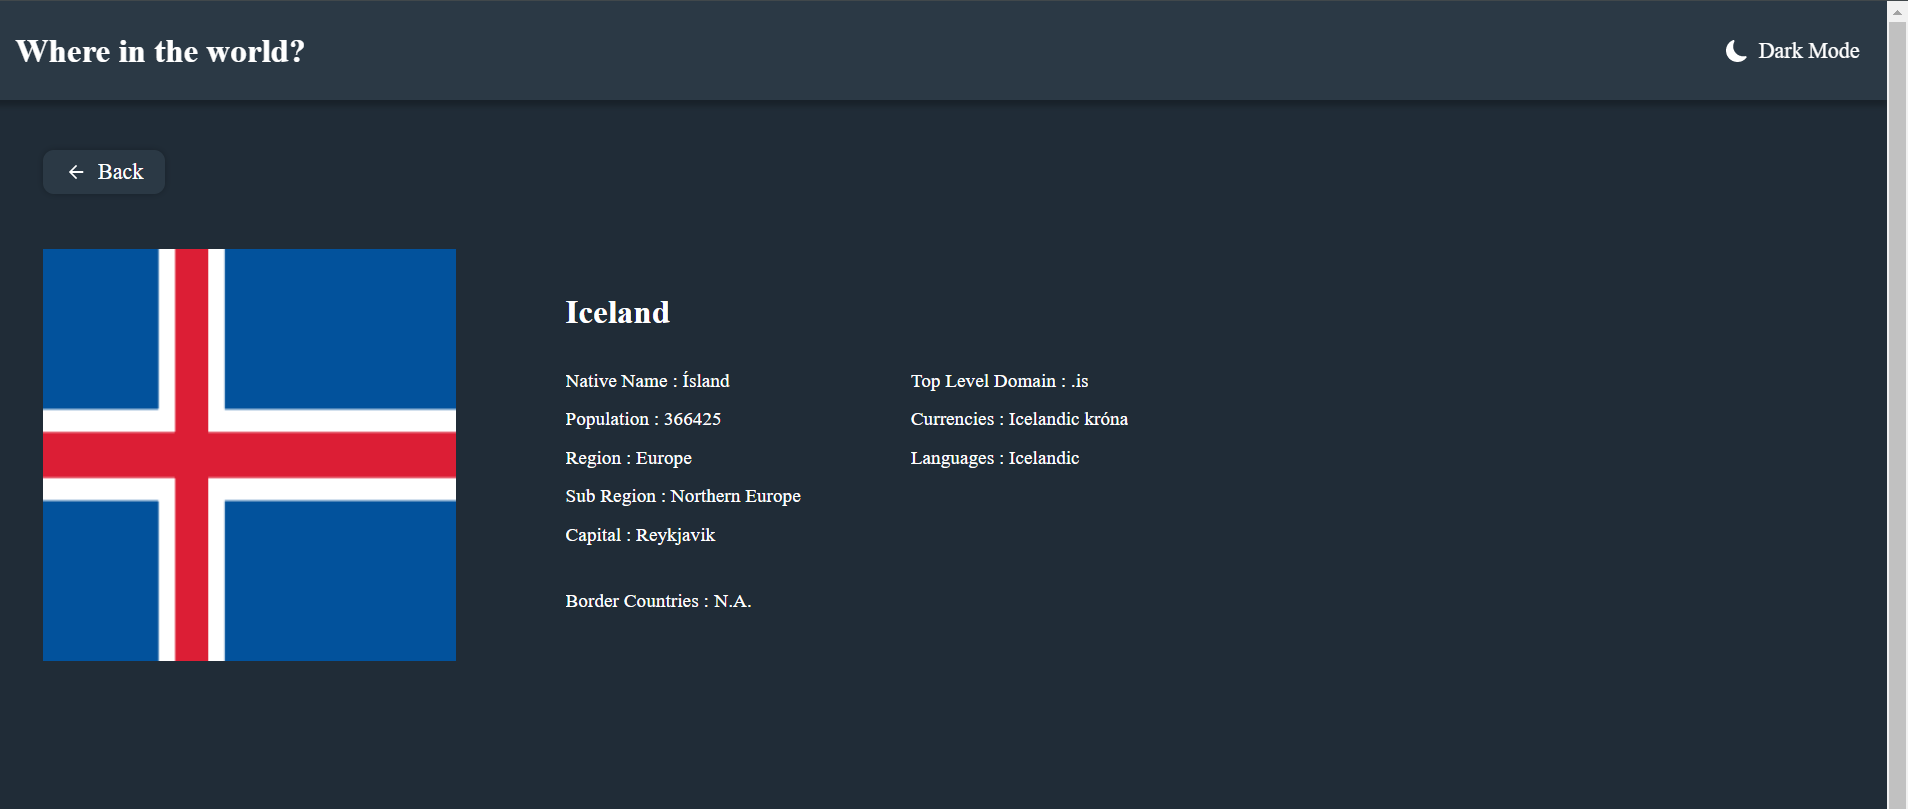 Where in the world?
Dark Mode
Back
Iceland
Native Name : Ísland
Population : 366425
Region : Europe
Sub Region : Northern Europe
Capital : Reykjavik
Top Level Domain : .is
Currencies : Icelandic króna
Languages : Icelandic
Border Countries : N.A.